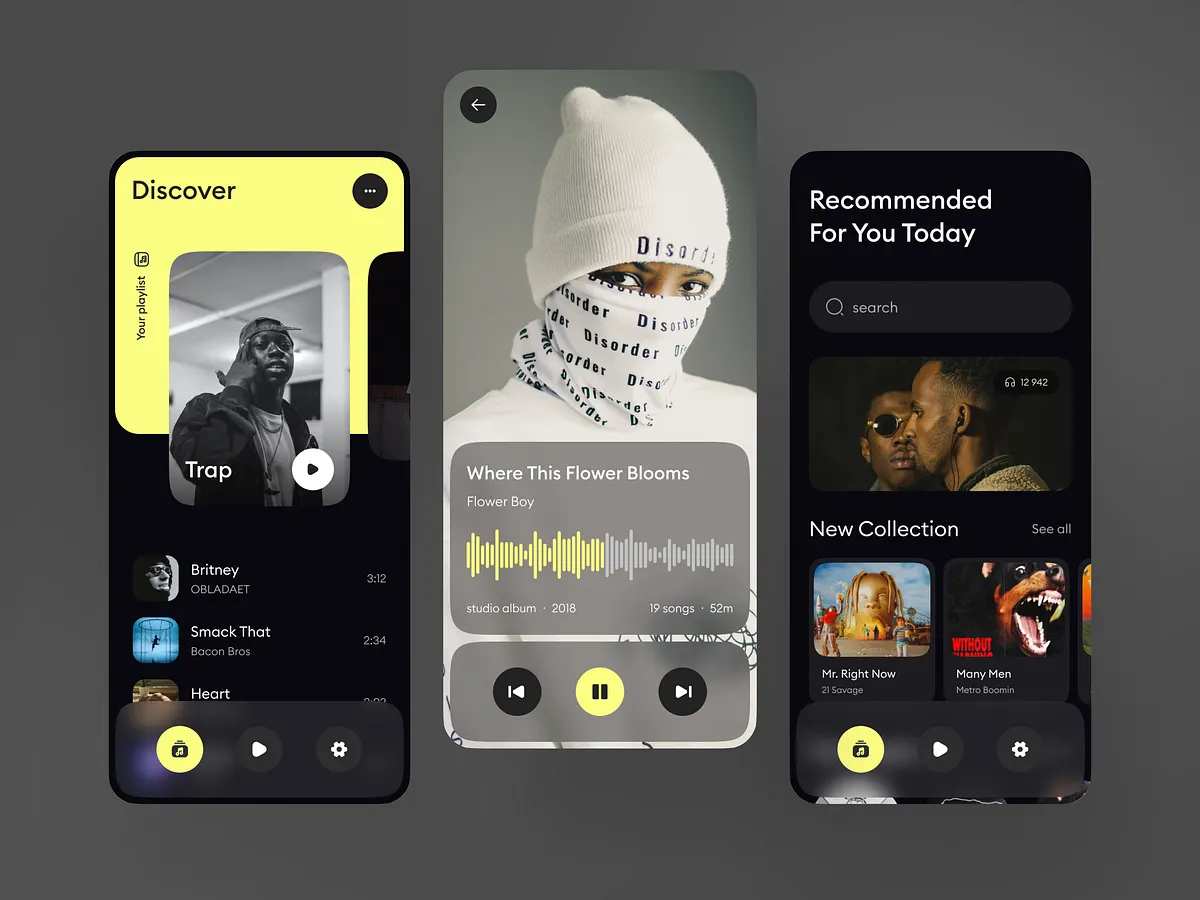 Discover
Your playlist
Trap
Britney
OBLADAET
3:12
Smack That
Bacon Bros
2:34
Heart
Disorder
Disorder
Disorder
Disorder
Where This Flower Blooms
Flower Boy
studio album · 2018
19 songs · 52m
Recommended
For You Today
search
12 942
New Collection
See all
WITHOUT
Mr. Right Now
21 Savage
Many Men
Metro Boomin